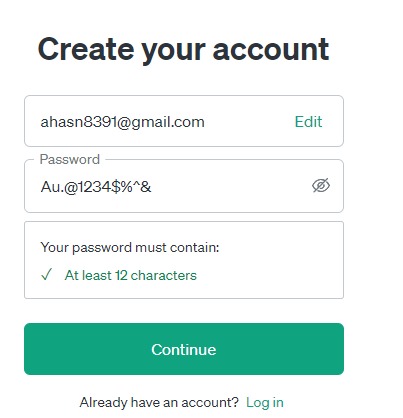 Create your account
ahasn8391@gmail.com Edit
Password
Au.@1234$%^&
Your password must contain:
✓ At least 12 characters
Continue
Already have an account? Log in